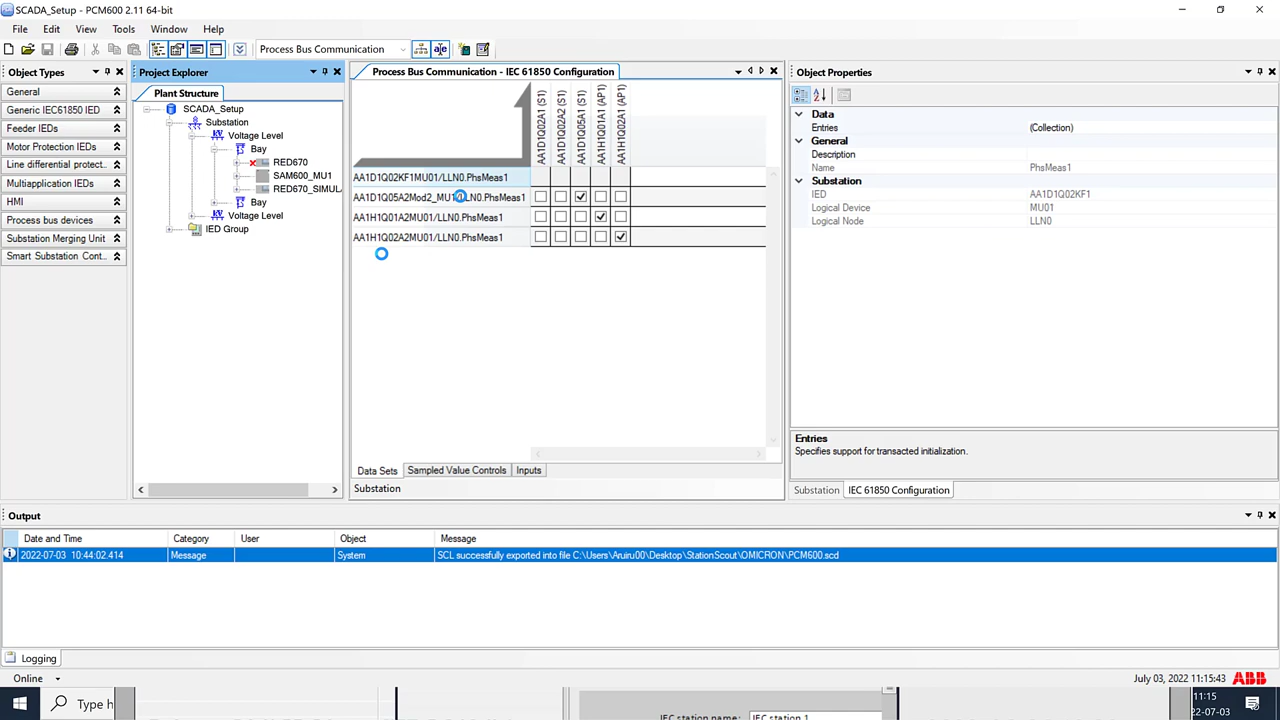 SCADA_Setup - PCM600 2.11 64-bit
File Edit View Tools Window Help
Process Bus Communication
Object Types
General
Generic IEC61850 IED
Feeder IEDs
Motor Protection IEDs
Line differential protect...
Multiapplication IEDs
HMI
Process bus devices
Substation Merging Unit
Smart Substation Cont...
Project Explorer
Plant Structure
SCADA_Setup
Substation
Voltage Level
Bay
RED670
SAM600_MU1
RED670_SIMUL
Bay
Voltage Level
IED Group
Process Bus Communication - IEC 61850 Configuration
AA1D1Q02A1 (S1)
AA1D1Q02A2 (S1)
AA1D1Q05A1 (S1)
AA1H1Q01A1 (AP1)
AA1H1Q02A1 (AP1)
AA1D1Q02KF1MU01/LLN0.PhsMeas1
AA1D1Q05A2Mod2_MU1/LLN0.PhsMeas1
AA1H1Q01A2MU01/LLN0.PhsMeas1
AA1H1Q02A2MU01/LLN0.PhsMeas1
Data Sets Sampled Value Controls Inputs
Substation
Object Properties
Data
Entries (Collection)
General
Description
Name PhsMeas1
Substation
IED AA1D1Q02KF1
Logical Device MU01
Logical Node LLN0
Entries
Specifies support for transacted initialization.
Substation IEC 61850 Configuration
Output
Date and Time Category User Object Message
2022-07-03 10:44:02.414 Message System SCL successfully exported into file C:\Users\Aruiru00\Desktop\StationScout\OMICRON\PCM600.scd
Logging
Online
July 03, 2022 11:15:43 ABB
Type h
IEC station name: IEC station 1
11:15
22-07-03